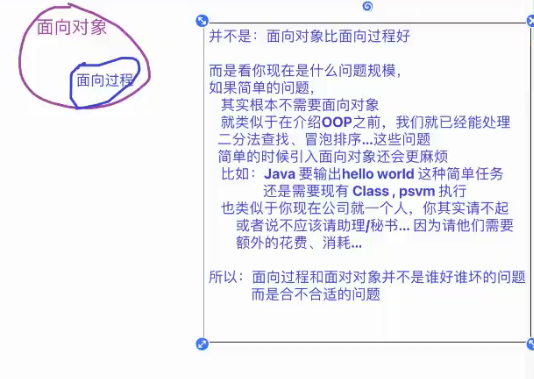 面向对象
面向过程
并不是：面向对象比面向过程好
而是看你现在是什么问题规模，
如果简单的问题，
其实根本不需要面向对象
就类似于在介绍OOP之前，我们就已经能处理
二分法查找、冒泡排序...这些问题
简单的时候引入面向对象还会更麻烦
比如：Java 要输出hello world 这种简单任务
还是需要现有 Class , psvm 执行
也类似于你现在公司就一个人，你其实请不起
或者说不应该请助理/秘书... 因为请他们需要
额外的花费、消耗...
所以：面向过程和面对对象并不是谁好谁坏的问题
而是合不合适的问题